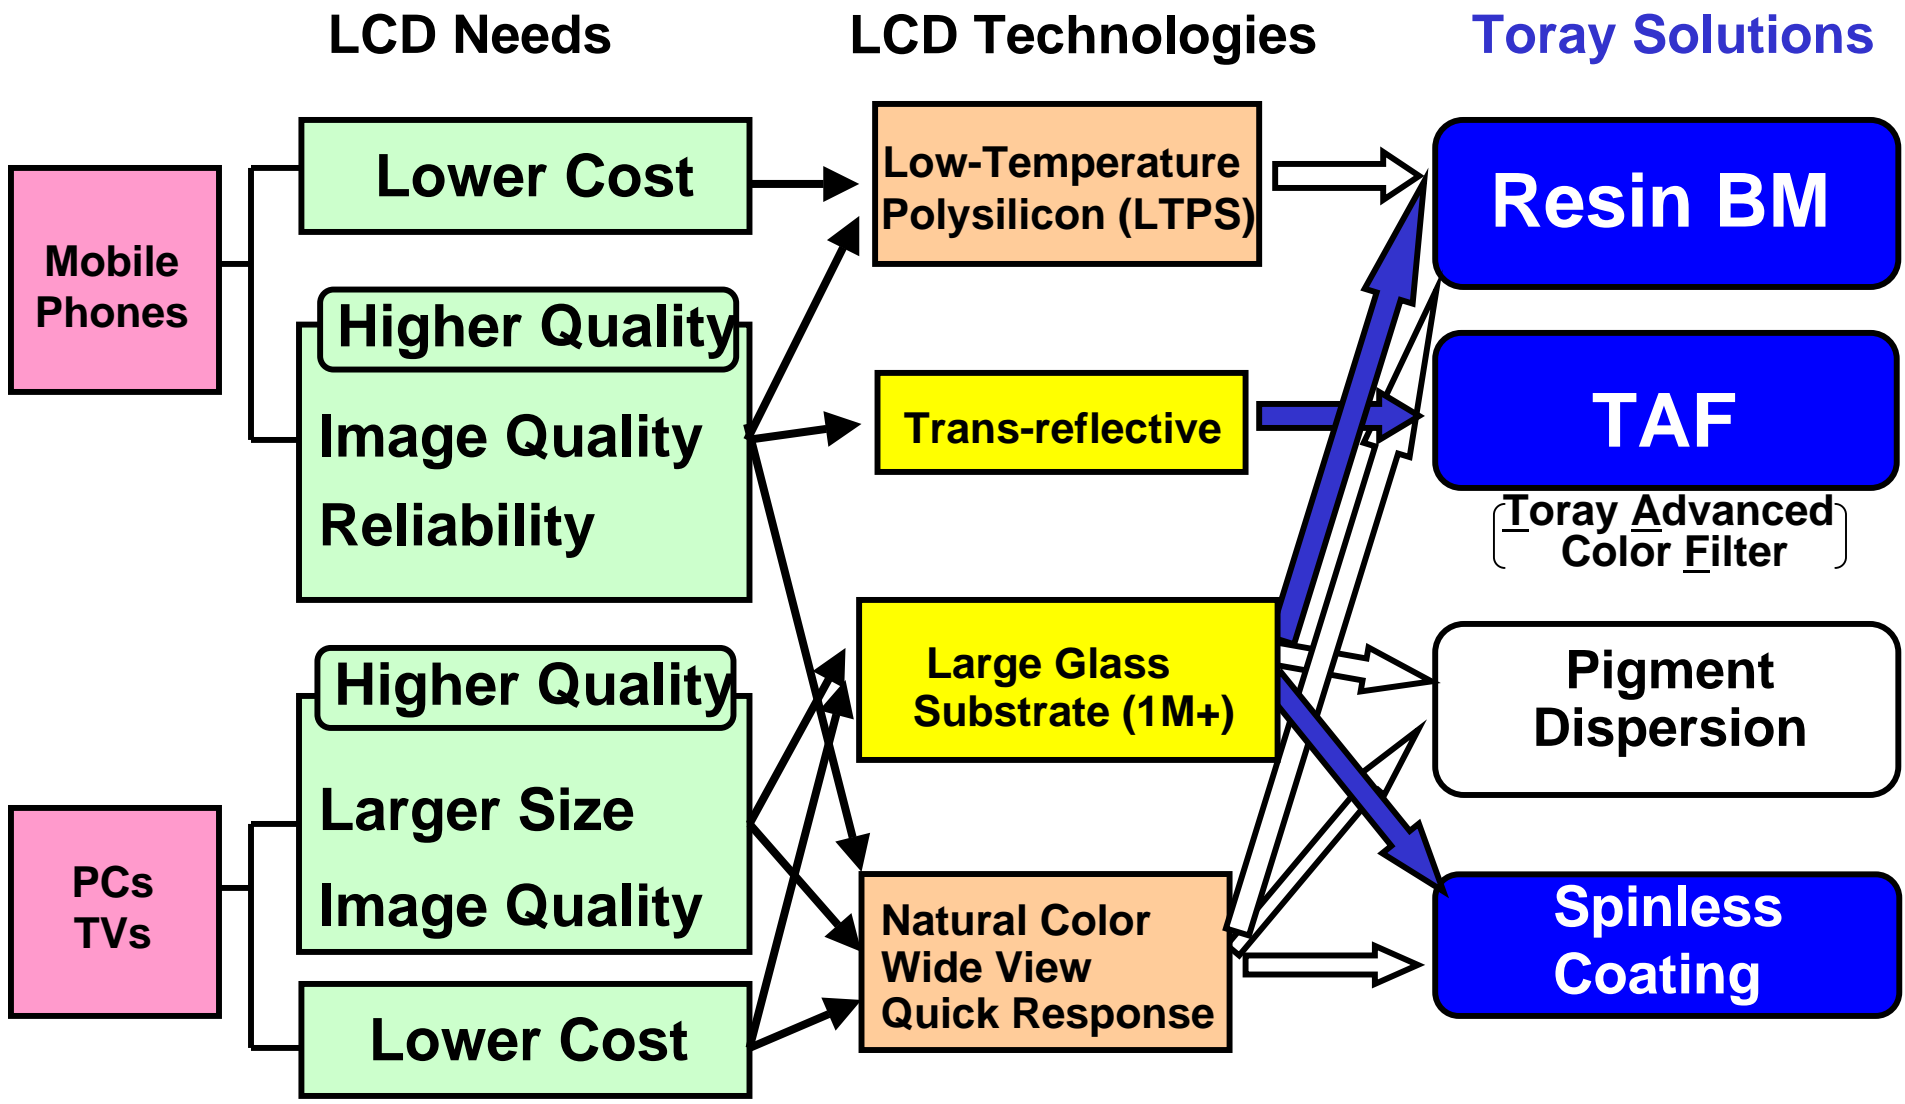 LCD Needs
LCD Technologies
Toray Solutions
Mobile
Phones
Lower Cost
Higher Quality
Image Quality
Reliability
PCs
TVs
Higher Quality
Larger Size
Image Quality
Lower Cost
Low-Temperature
Polysilicon (LTPS)
Trans-reflective
Large Glass
Substrate (1M+)
Natural Color
Wide View
Quick Response
Resin BM
TAF
Toray Advanced
Color Filter
Pigment
Dispersion
Spinless
Coating